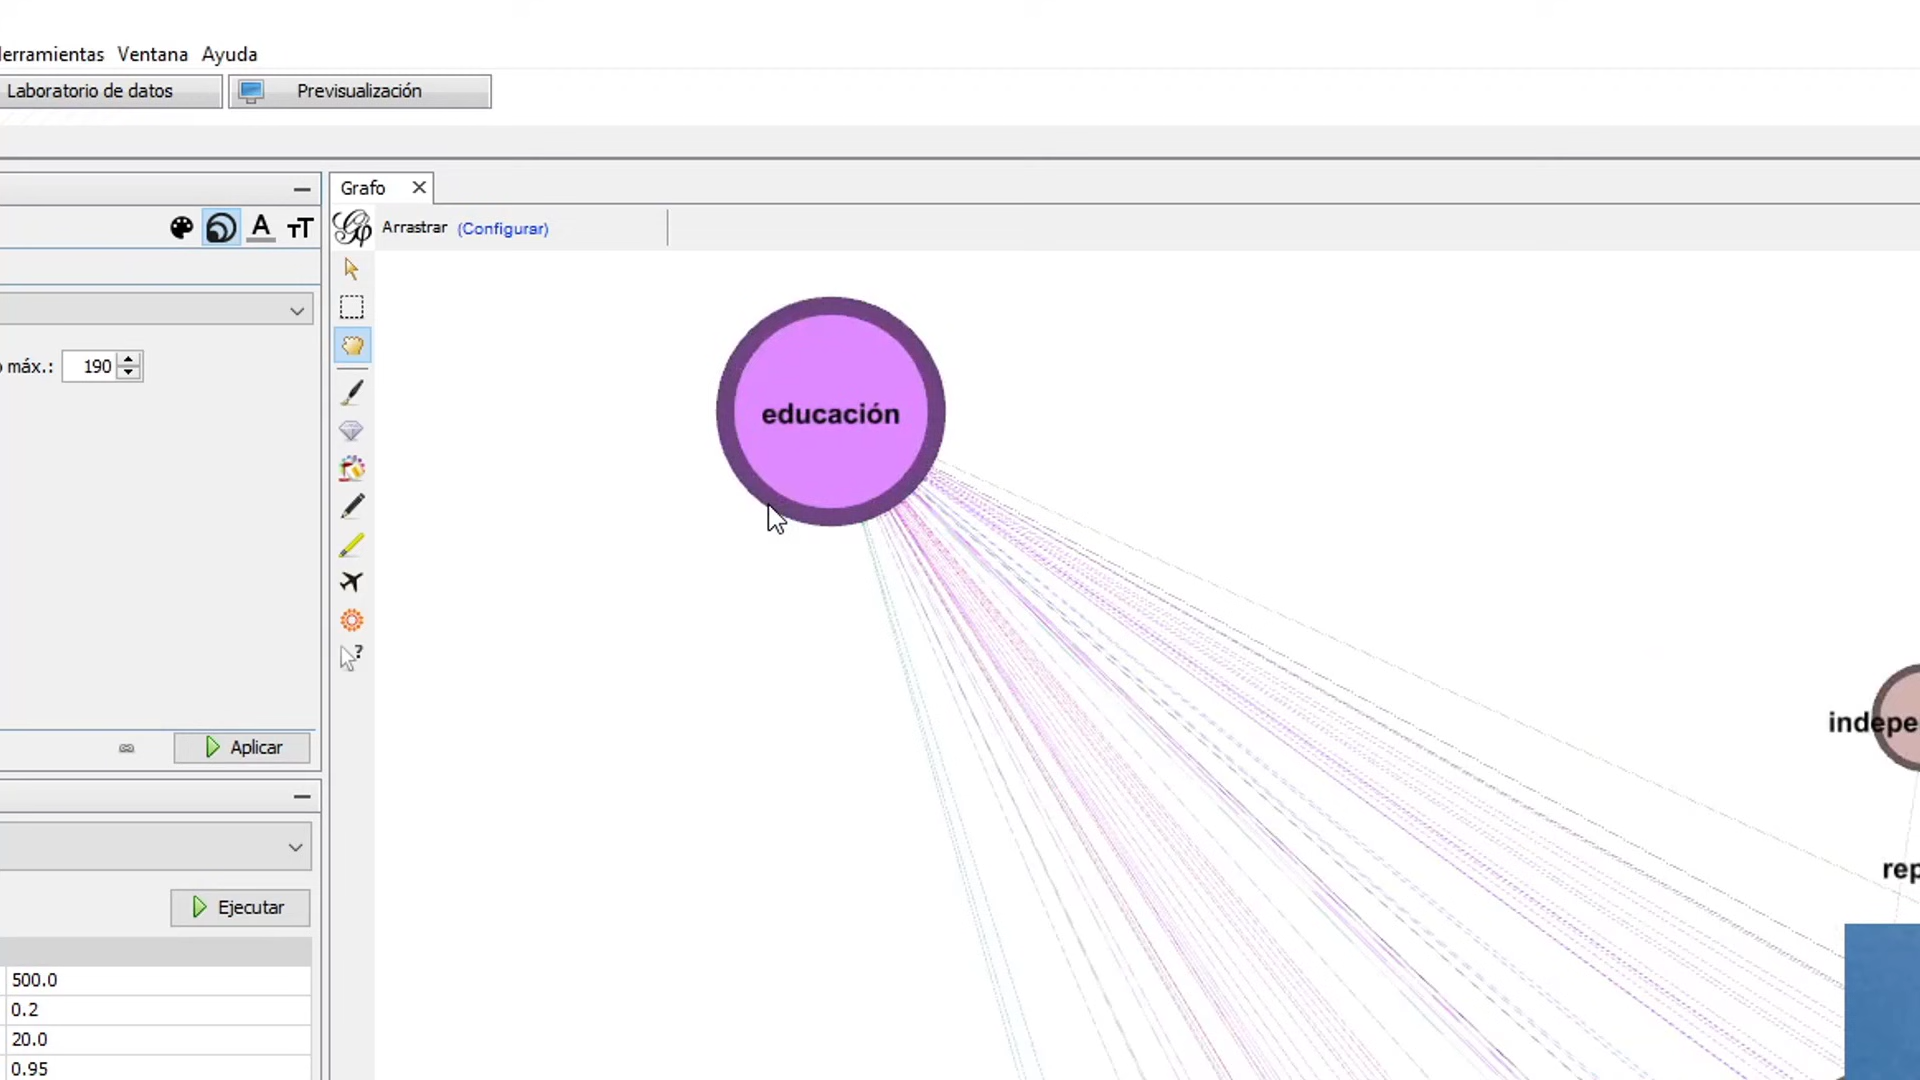 erramientas Ventana Ayuda
Laboratorio de datos Previsualización
Grafo
Arrastrar (Configurar)
o máx.: 190
educación
indepe
Aplicar
rep
Ejecutar
500.0
0.2
20.0
0.95